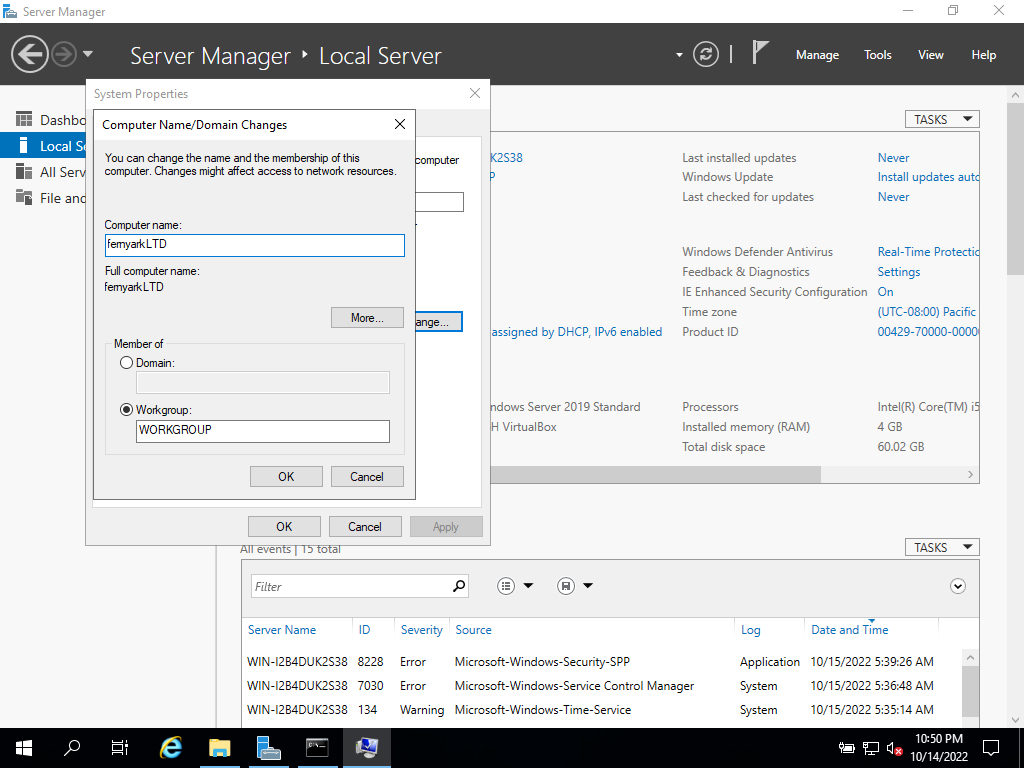 Server Manager
Server Manager ‣ Local Server
Manage Tools View Help
System Properties
Computer Name/Domain Changes
You can change the name and the membership of this
computer. Changes might affect access to network resources.
Computer name:
fernyarkLTD
Full computer name:
fernyarkLTD
More...
Member of
Domain:
Workgroup:
WORKGROUP
OK Cancel
computer
ange...
OK Cancel Apply
Dashbo
Local Se
All Serv
File and
TASKS
K2S38
P
Last installed updates Never
Windows Update Install updates auto
Last checked for updates Never
Windows Defender Antivirus Real-Time Protectio
Feedback & Diagnostics Settings
IE Enhanced Security Configuration On
Time zone (UTC-08:00) Pacific
assigned by DHCP, IPv6 enabled Product ID 00429-70000-00000
ndows Server 2019 Standard Processors Intel(R) Core(TM) i5
H VirtualBox Installed memory (RAM) 4 GB
Total disk space 60.02 GB
All events | 15 total
TASKS
Filter
Server Name ID Severity Source Log Date and Time
WIN-I2B4DUK2S38 8228 Error Microsoft-Windows-Security-SPP Application 10/15/2022 5:39:26 AM
WIN-I2B4DUK2S38 7030 Error Microsoft-Windows-Service Control Manager System 10/15/2022 5:36:48 AM
WIN-I2B4DUK2S38 134 Warning Microsoft-Windows-Time-Service System 10/15/2022 5:35:14 AM
10:50 PM
10/14/2022